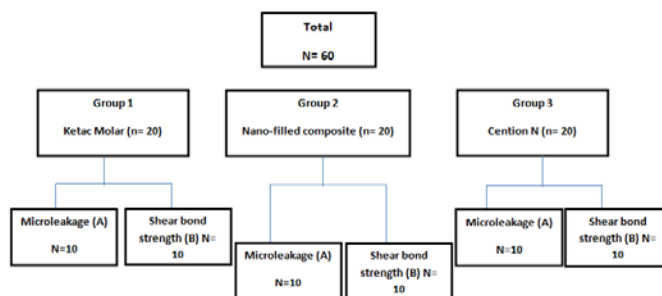 Total
N= 60
Group 1
Ketac Molar (n= 20)
Group 2
Nano-filled composite (n= 20)
Group 3
Cention N (n= 20)
Microleakage (A)
N=10
Shear bond
strength (B) N=
10
Microleakage (A)
N=10
Shear bond
strength (B) N=
10
Microleakage (A)
N=10
Shear bond
strength (B) N=
10